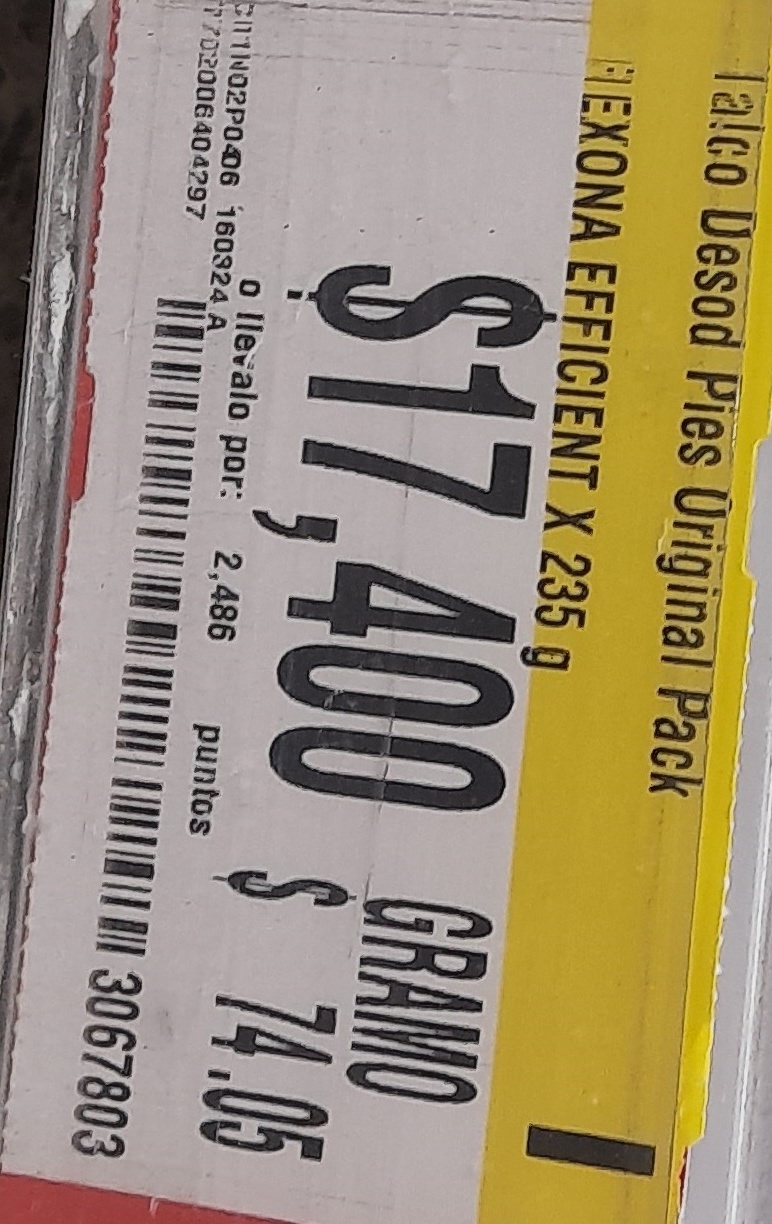 Talco Desod Pies Original Pack
REXONA EFFICIENT X 235 g
$17,400
GRAMO
$ 74.05
o llevalo por: 2,486 puntos
160324 A
7702006404297
3067803